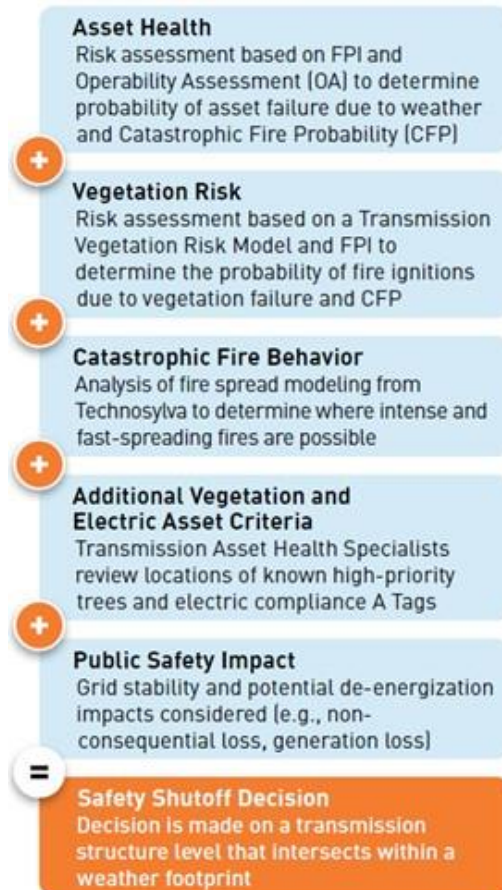 Asset Health
Risk assessment based on FPI and
Operability Assessment (OA) to determine
probability of asset failure due to weather
and Catastrophic Fire Probability (CFP)
+
Vegetation Risk
Risk assessment based on a Transmission
Vegetation Risk Model and FPI to
determine the probability of fire ignitions
due to vegetation failure and CFP
+
Catastrophic Fire Behavior
Analysis of fire spread modeling from
Technosylva to determine where intense and
fast-spreading fires are possible
+
Additional Vegetation and
Electric Asset Criteria
Transmission Asset Health Specialists
review locations of known high-priority
trees and electric compliance A Tags
+
Public Safety Impact
Grid stability and potential de-energization
impacts considered (e.g., non-
consequential loss, generation loss)
=
Safety Shutoff Decision
Decision is made on a transmission
structure level that intersects within a
weather footprint